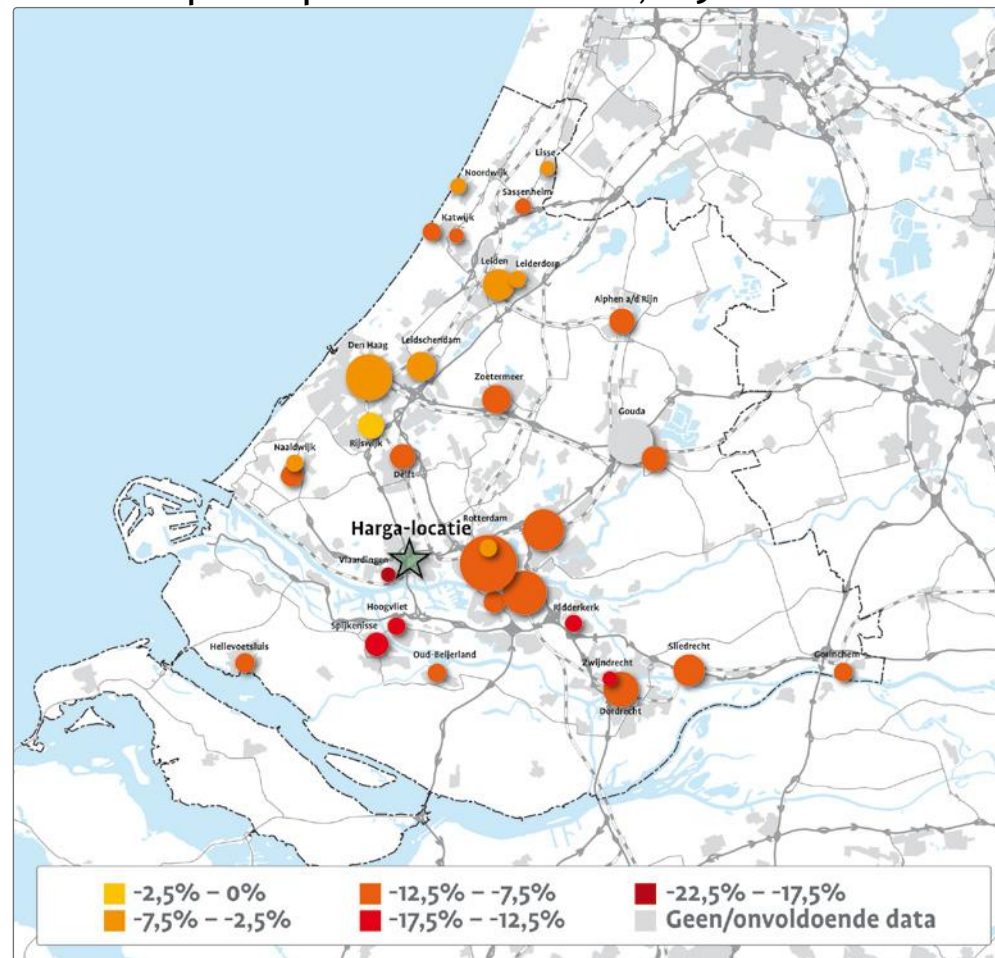 Lisse
Noordwijk
Sassenheim
Katwijk
Leiden
Leiderdorp
Alphen a/d Rijn
Den Haag
Leidschendam
Zoetermeer
Gouda
Rijswijk
Naaldwijk
Delft
Rotterdam
Harga-locatie
Vlaardingen
Hoogvliet
Ridderkerk
Spijkenisse
Hellevoetsluis
Oud-Beijerland
Zwijndrecht
Sliedrecht
Gorinchem
Dordrecht
-2,5% – 0%
-12,5% – -7,5%
-22,5% – -17,5%
-7,5% – -2,5%
-17,5% – -12,5%
Geen/onvoldoende data